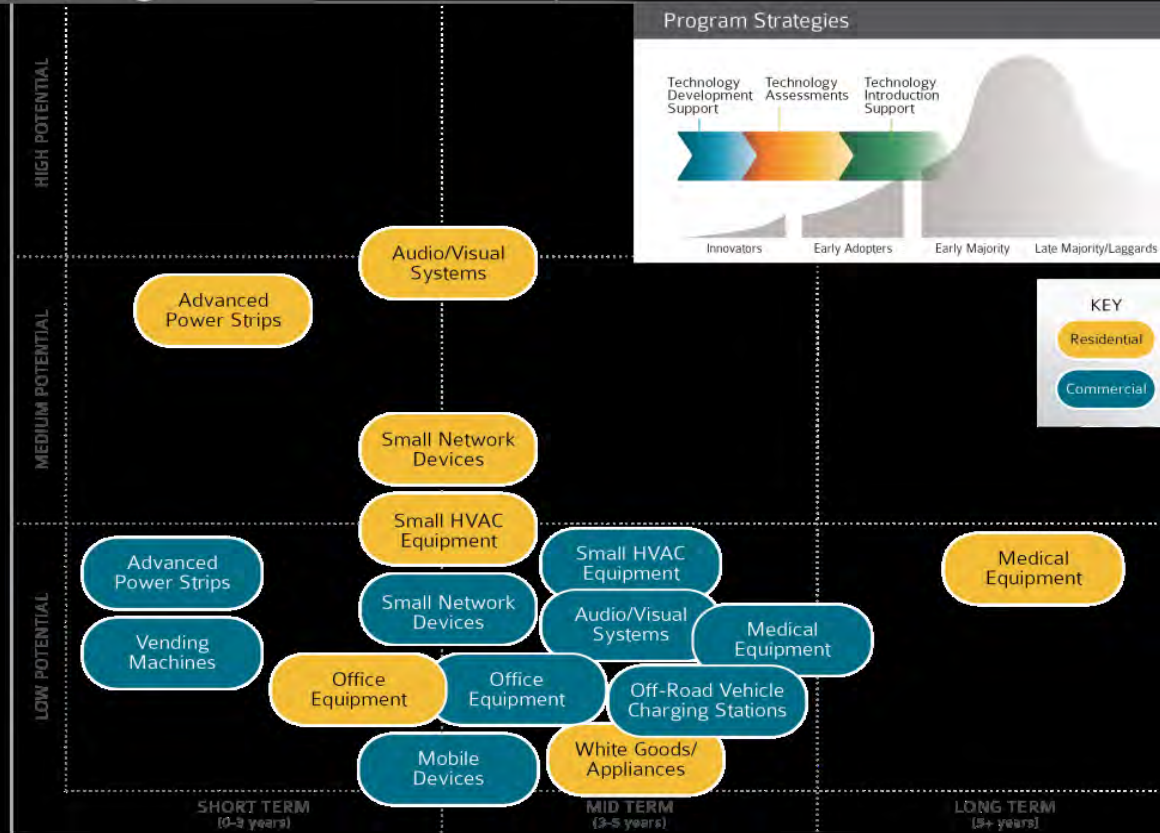 Program Strategies
Technology
Development
Support
Technology
Assessments
Technology
Introduction
Support
Innovators
Early Adopters
Early Majority
Late Majority/Laggards
KEY
Residential
Commercial
HIGH POTENTIAL
MEDIUM POTENTIAL
LOW POTENTIAL
Audio/Visual
Systems
Advanced
Power Strips
Small Network
Devices
Small HVAC
Equipment
Advanced
Power Strips
Small HVAC
Equipment
Medical
Equipment
Small Network
Devices
Audio/Visual
Systems
Medical
Equipment
Vending
Machines
Office
Equipment
Office
Equipment
Off-Road Vehicle
Charging Stations
Mobile
Devices
White Goods/
Appliances
SHORT TERM
(0-3 years)
MID TERM
(3-5 years)
LONG TERM
(5+ years)